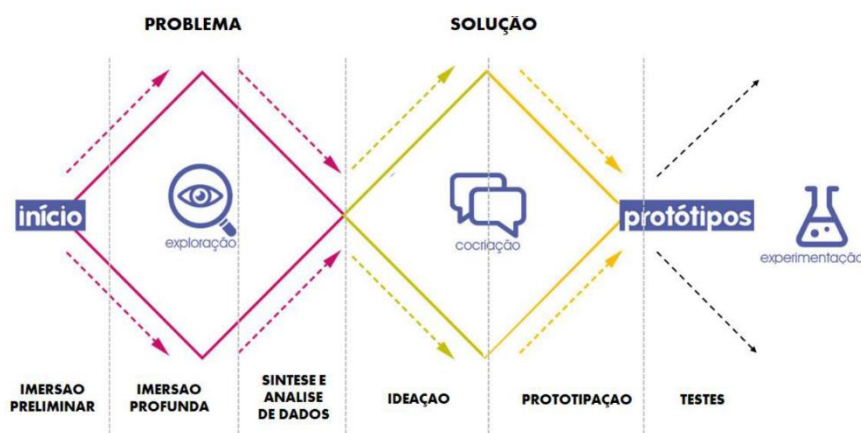 PROBLEMA
SOLUÇÃO
início
exploração
cocriação
protótipos
experimentação
IMERSAO
PRELIMINAR
IMERSAO
PROFUNDA
SINTESE E
ANALISE
DE DADOS
IDEAÇAO
PROTOTIPAÇAO
TESTES